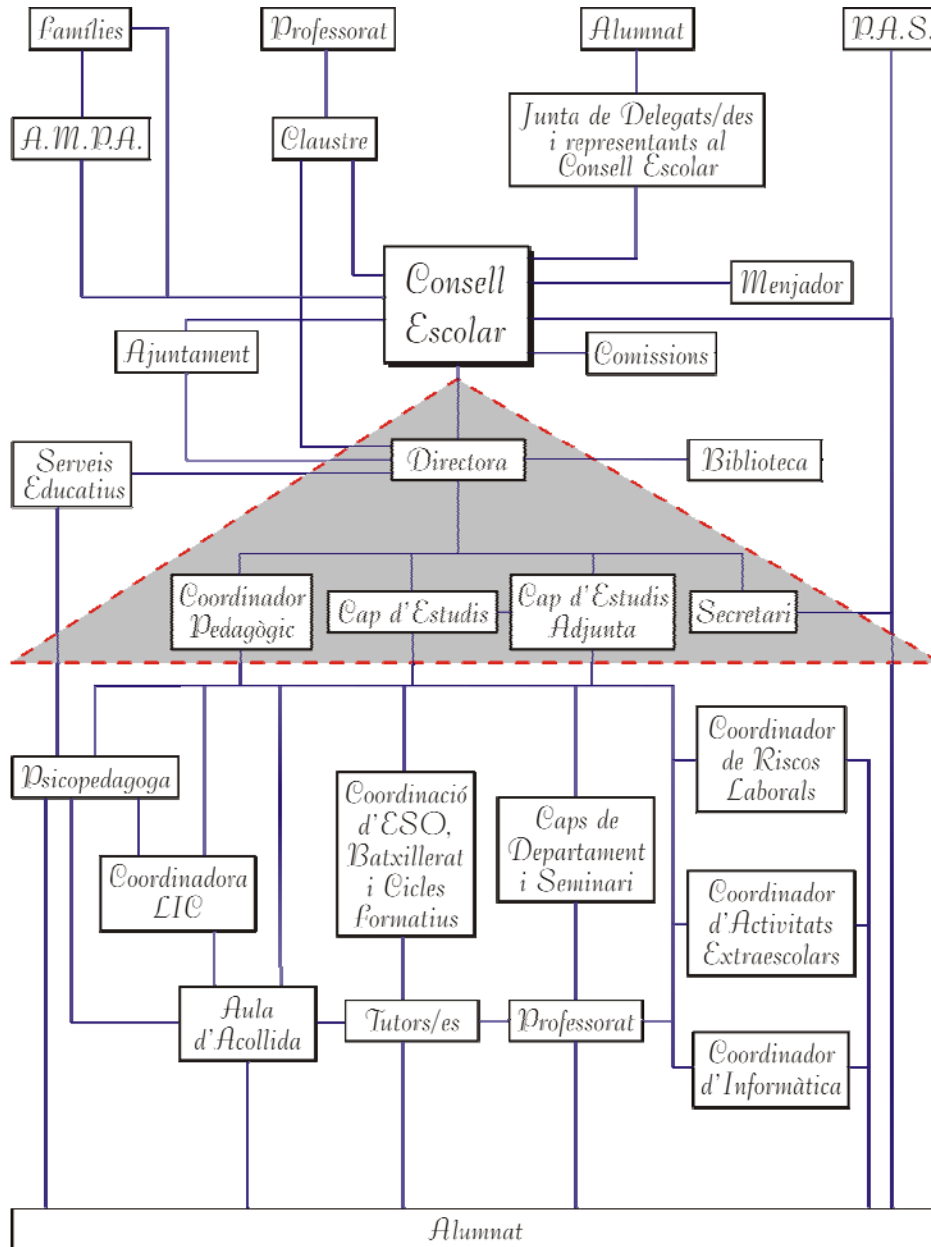 Famílies
Professorat
Alumnat
P.A.S.
A.M.P.A.
Claustre
Junta de Delegats/des
i representants al
Consell Escolar
Consell
Escolar
Menjador
Ajuntament
Comissions
Serveis
Educatius
Directora
Biblioteca
Coordinador
Pedagògic
Cap d'Estudis
Cap d'Estudis
Adjunta
Secretari
Psicopedagoga
Coordinació
d'ESO,
Batxillerat
i Cicles
Formatius
Caps de
Departament
i Seminari
Coordinador
de Riscos
Laborals
Coordinadora
LIC
Coordinador
d'Activitats
Extraescolars
Aula
d'Acollida
Tutors/es
Professorat
Coordinador
d'Informàtica
Alumnat